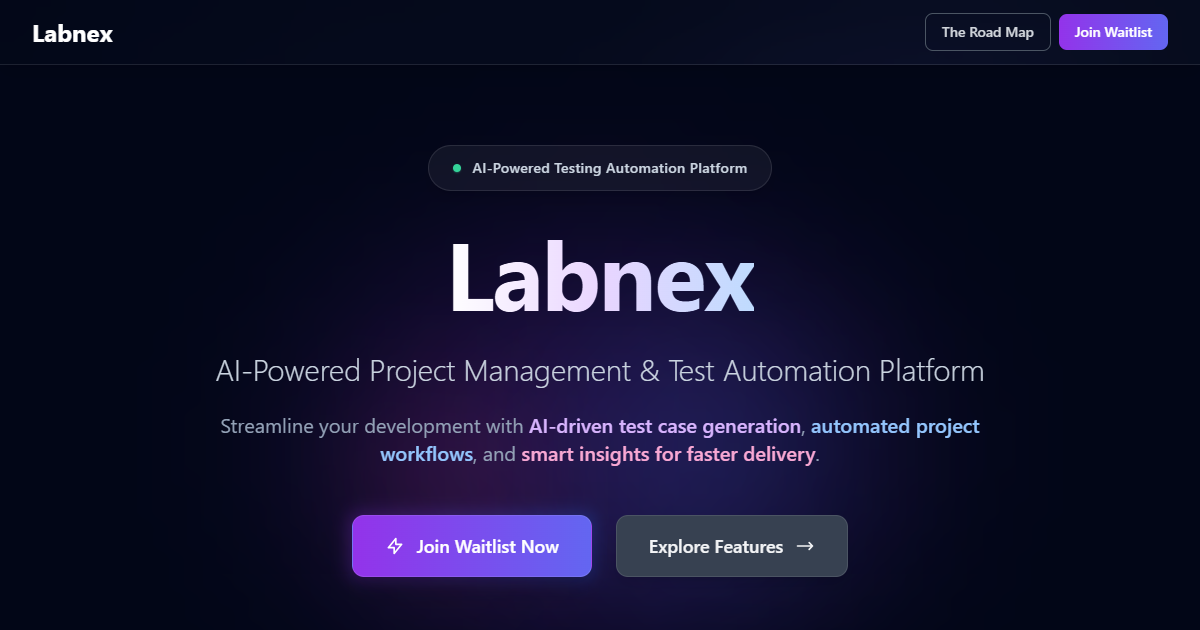 Labnex
The Road Map
Join Waitlist
AI-Powered Testing Automation Platform
Labnex
AI-Powered Project Management & Test Automation Platform
Streamline your development with AI-driven test case generation, automated project
workflows, and smart insights for faster delivery.
Join Waitlist Now
Explore Features →